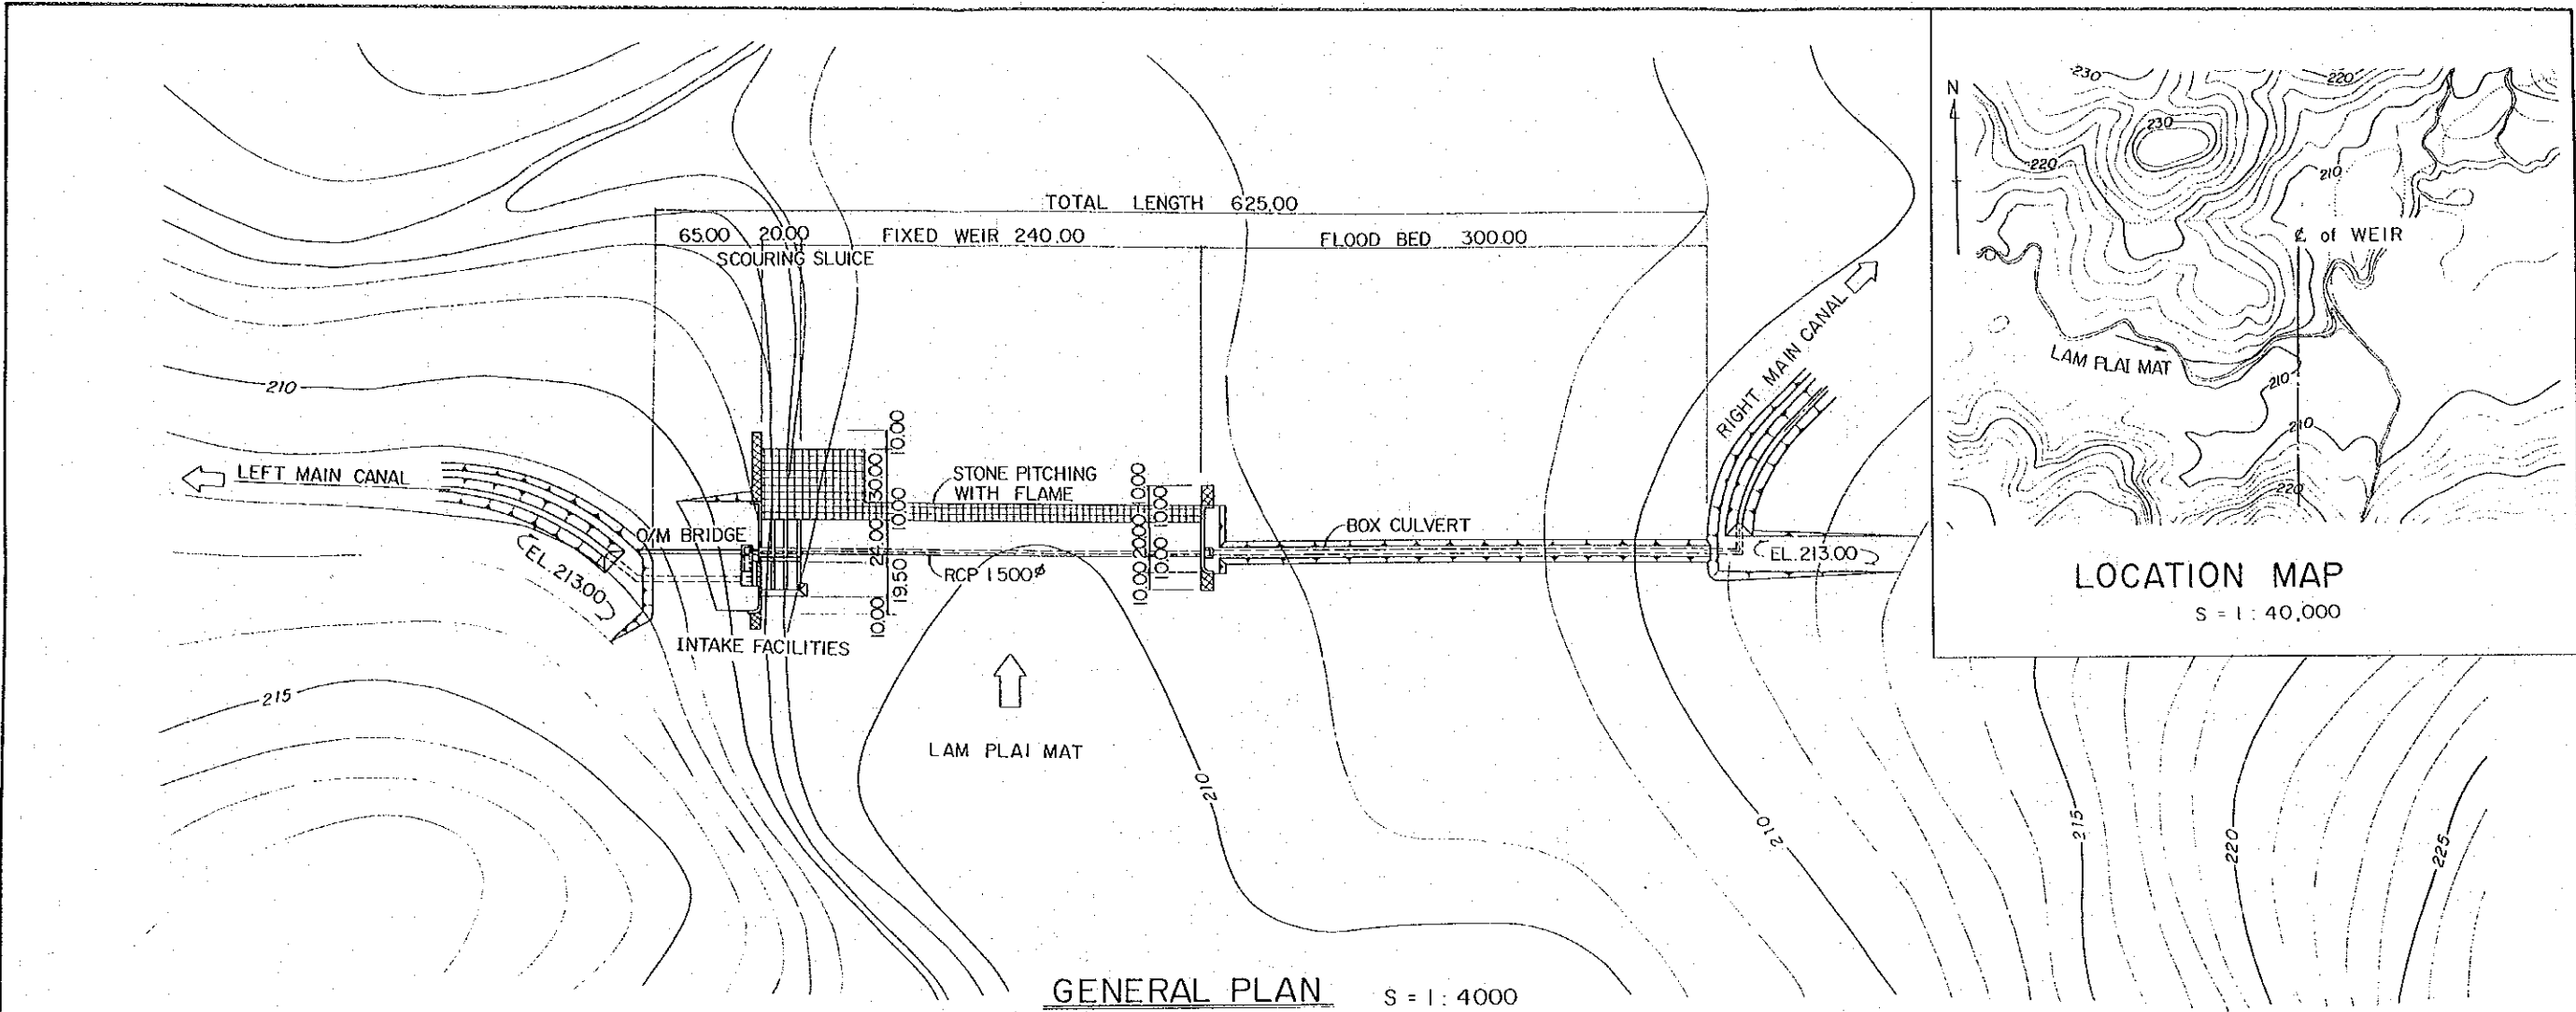 TOTAL LENGTH 625.00
65.00 20.00 FIXED WEIR 240.00 FLOOD BED 300.00
SCOURING SLUICE
RIGHT MAIN CANAL
210
LEFT MAIN CANAL
10.00
30.00
10.00
24.00
19.50
10.00
STONE PITCHING
WITH FLAME
10.00
10.00
20.00
10.00
10.00
O/M BRIDGE
BOX CULVERT
EL.213.00
EL.213.00
RCP 1500ø
INTAKE FACILITIES
215
LAM PLAI MAT
210
210
215
220
225
GENERAL PLAN S = 1 : 4000
N
230
220
230
220
210
℄ of WEIR
LAM PLAI MAT
210
210
220
LOCATION MAP
S = 1 : 40,000